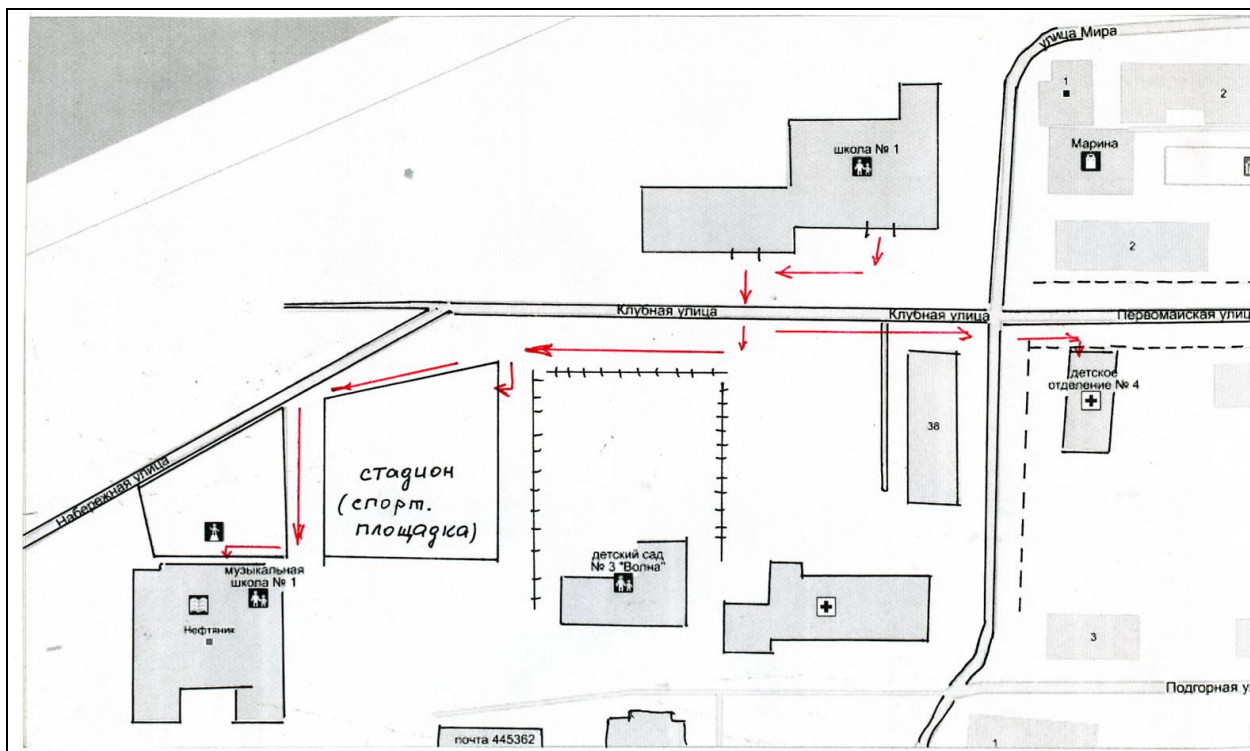 улица Мира
1
2
школа № 1
Марина
2
Клубная улица
Клубная улица
Первомайская улиц
детское
отделение № 4
38
стадион
(спорт.
площадка)
Набережная улица
детский сад
№ 3 "Волна"
музыкальная
школа № 1
Нефтяник
3
Подгорная у
почта 445362
1